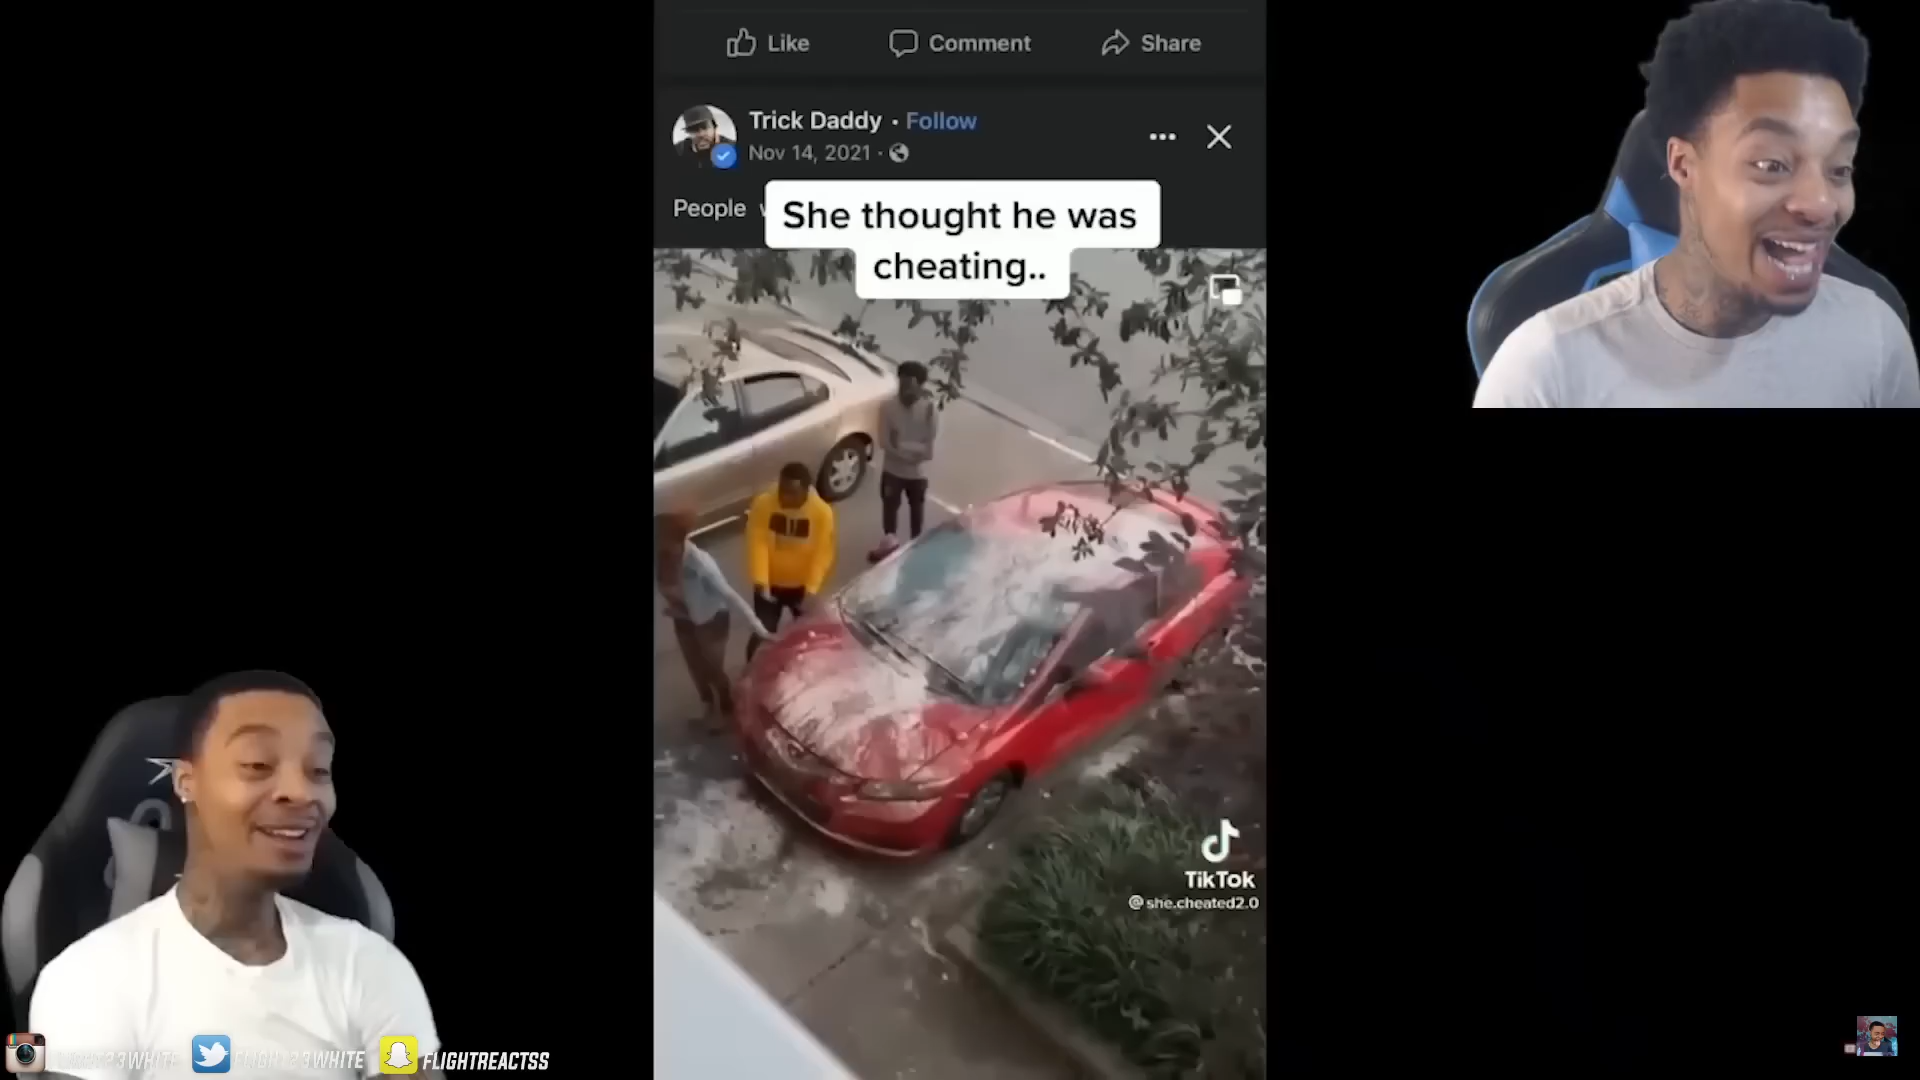 Like
Comment
Share
Trick Daddy · Follow
Nov 14, 2021 ·
People
She thought he was
cheating..
TikTok
@she.cheated2.0
FLIGHT23WHITE
FLIGHTREACTSS